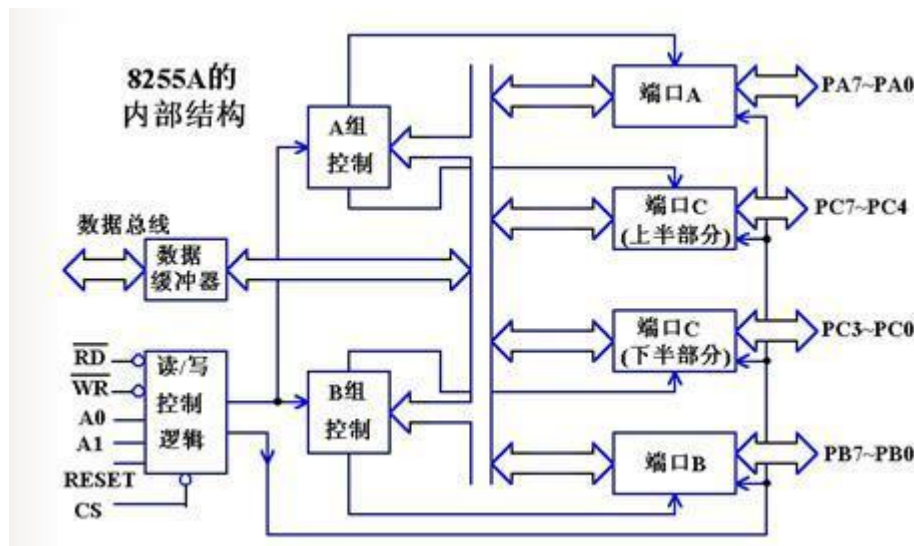 8255A的
内部结构
A组
控制
端口A
PA7~PA0
端口C
(上半部分)
PC7~PC4
数据总线
数据
缓冲器
端口C
(下半部分)
PC3~PC0
RD
WR
A0
A1
RESET
CS
读/写
控制
逻辑
B组
控制
端口B
PB7~PB0